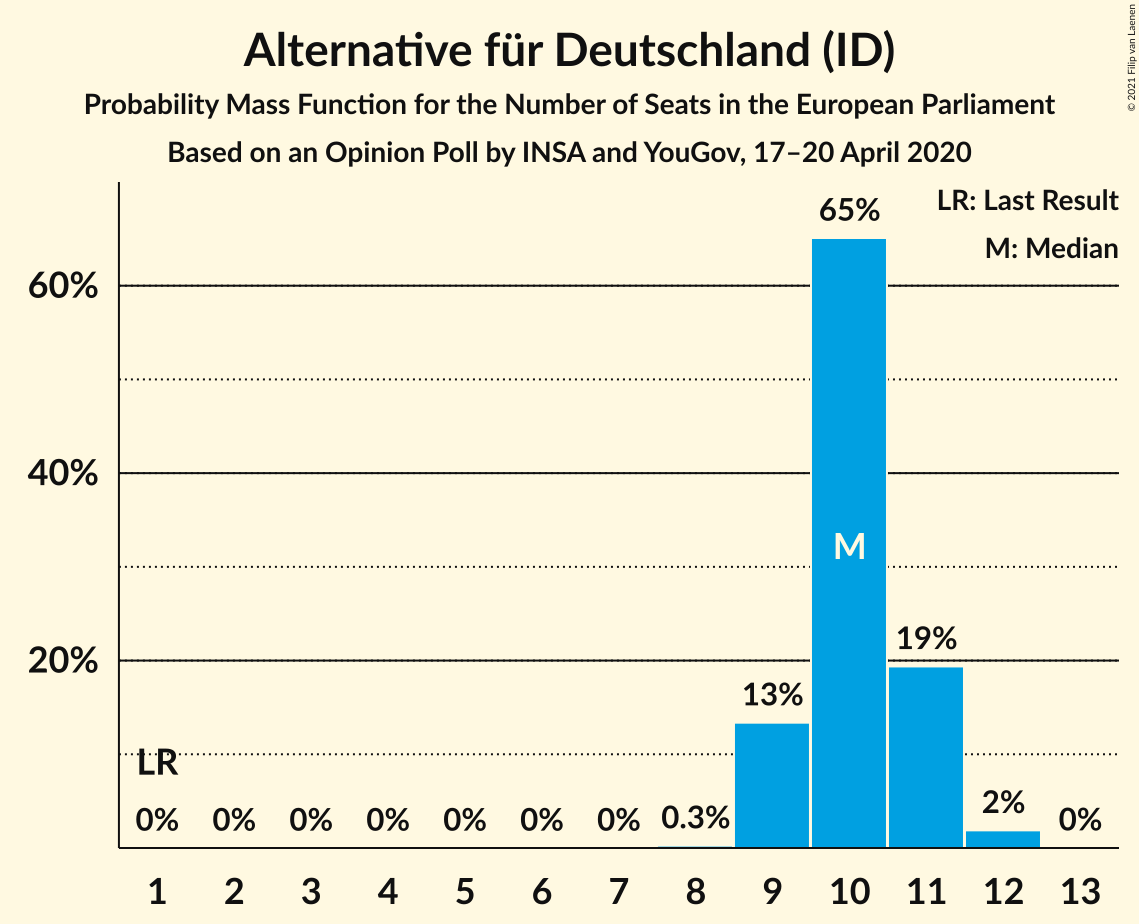 Alternative für Deutschland (ID)
Probability Mass Function for the Number of Seats in the European Parliament
Based on an Opinion Poll by INSA and YouGov, 17–20 April 2020
© 2021 Filip van Laenen
LR: Last Result
M: Median
65%
60%
40%
M
19%
20%
13%
LR
0% 0% 0% 0% 0% 0% 0% 0.3% 2% 0%
1 2 3 4 5 6 7 8 9 10 11 12 13